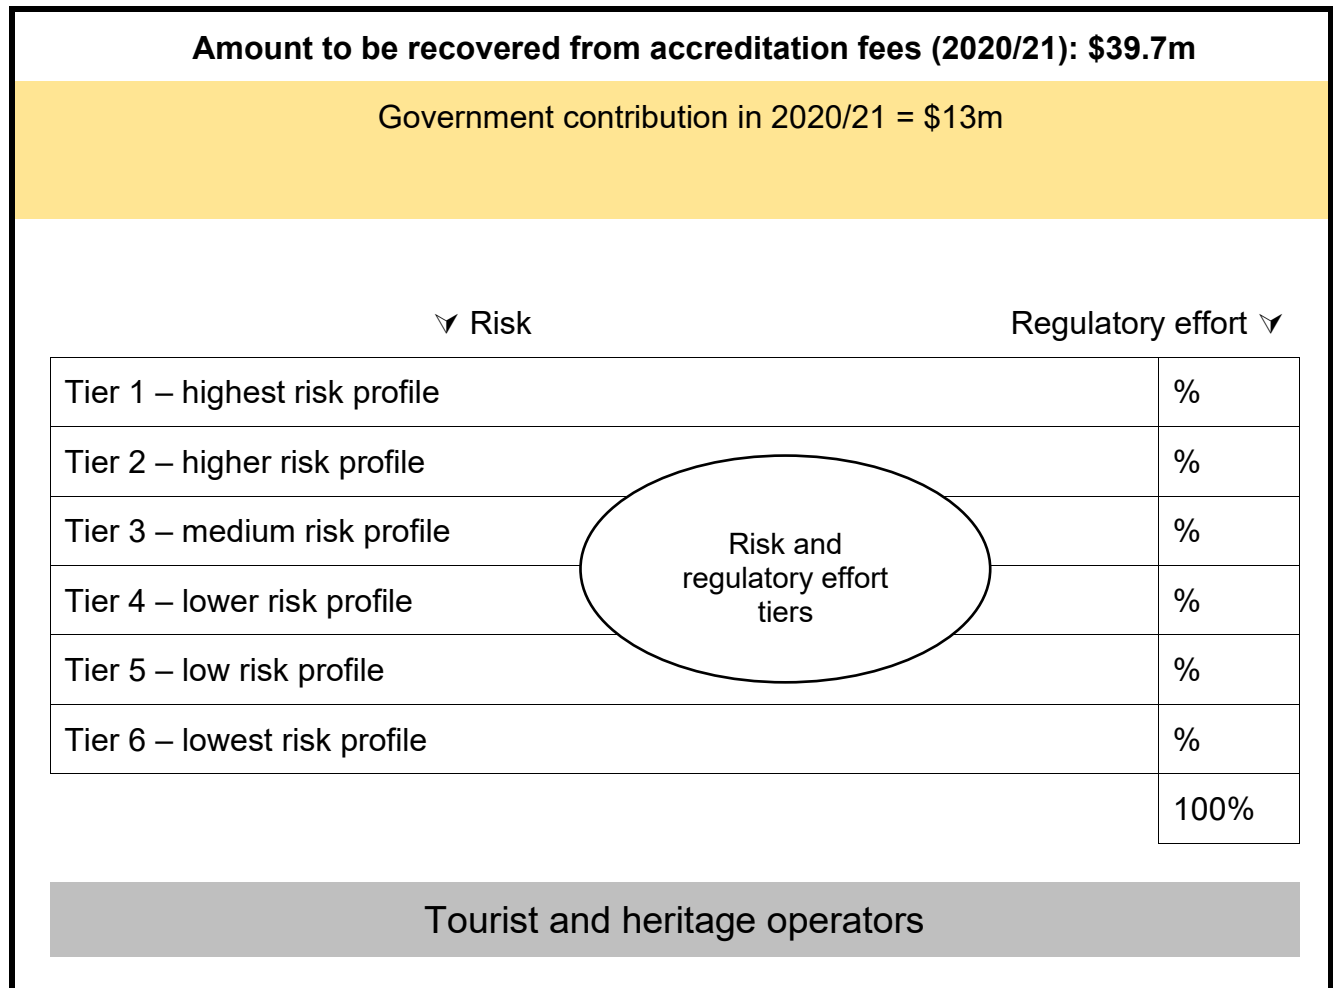 Amount to be recovered from accreditation fees (2020/21): $39.7m
Government contribution in 2020/21 = $13m
⮛ Risk
Regulatory effort ⮛
Tier 1 – highest risk profile
%
Tier 2 – higher risk profile
%
Tier 3 – medium risk profile
%
Tier 4 – lower risk profile
%
Tier 5 – low risk profile
%
Tier 6 – lowest risk profile
%
100%
Risk and
regulatory effort
tiers
Tourist and heritage operators